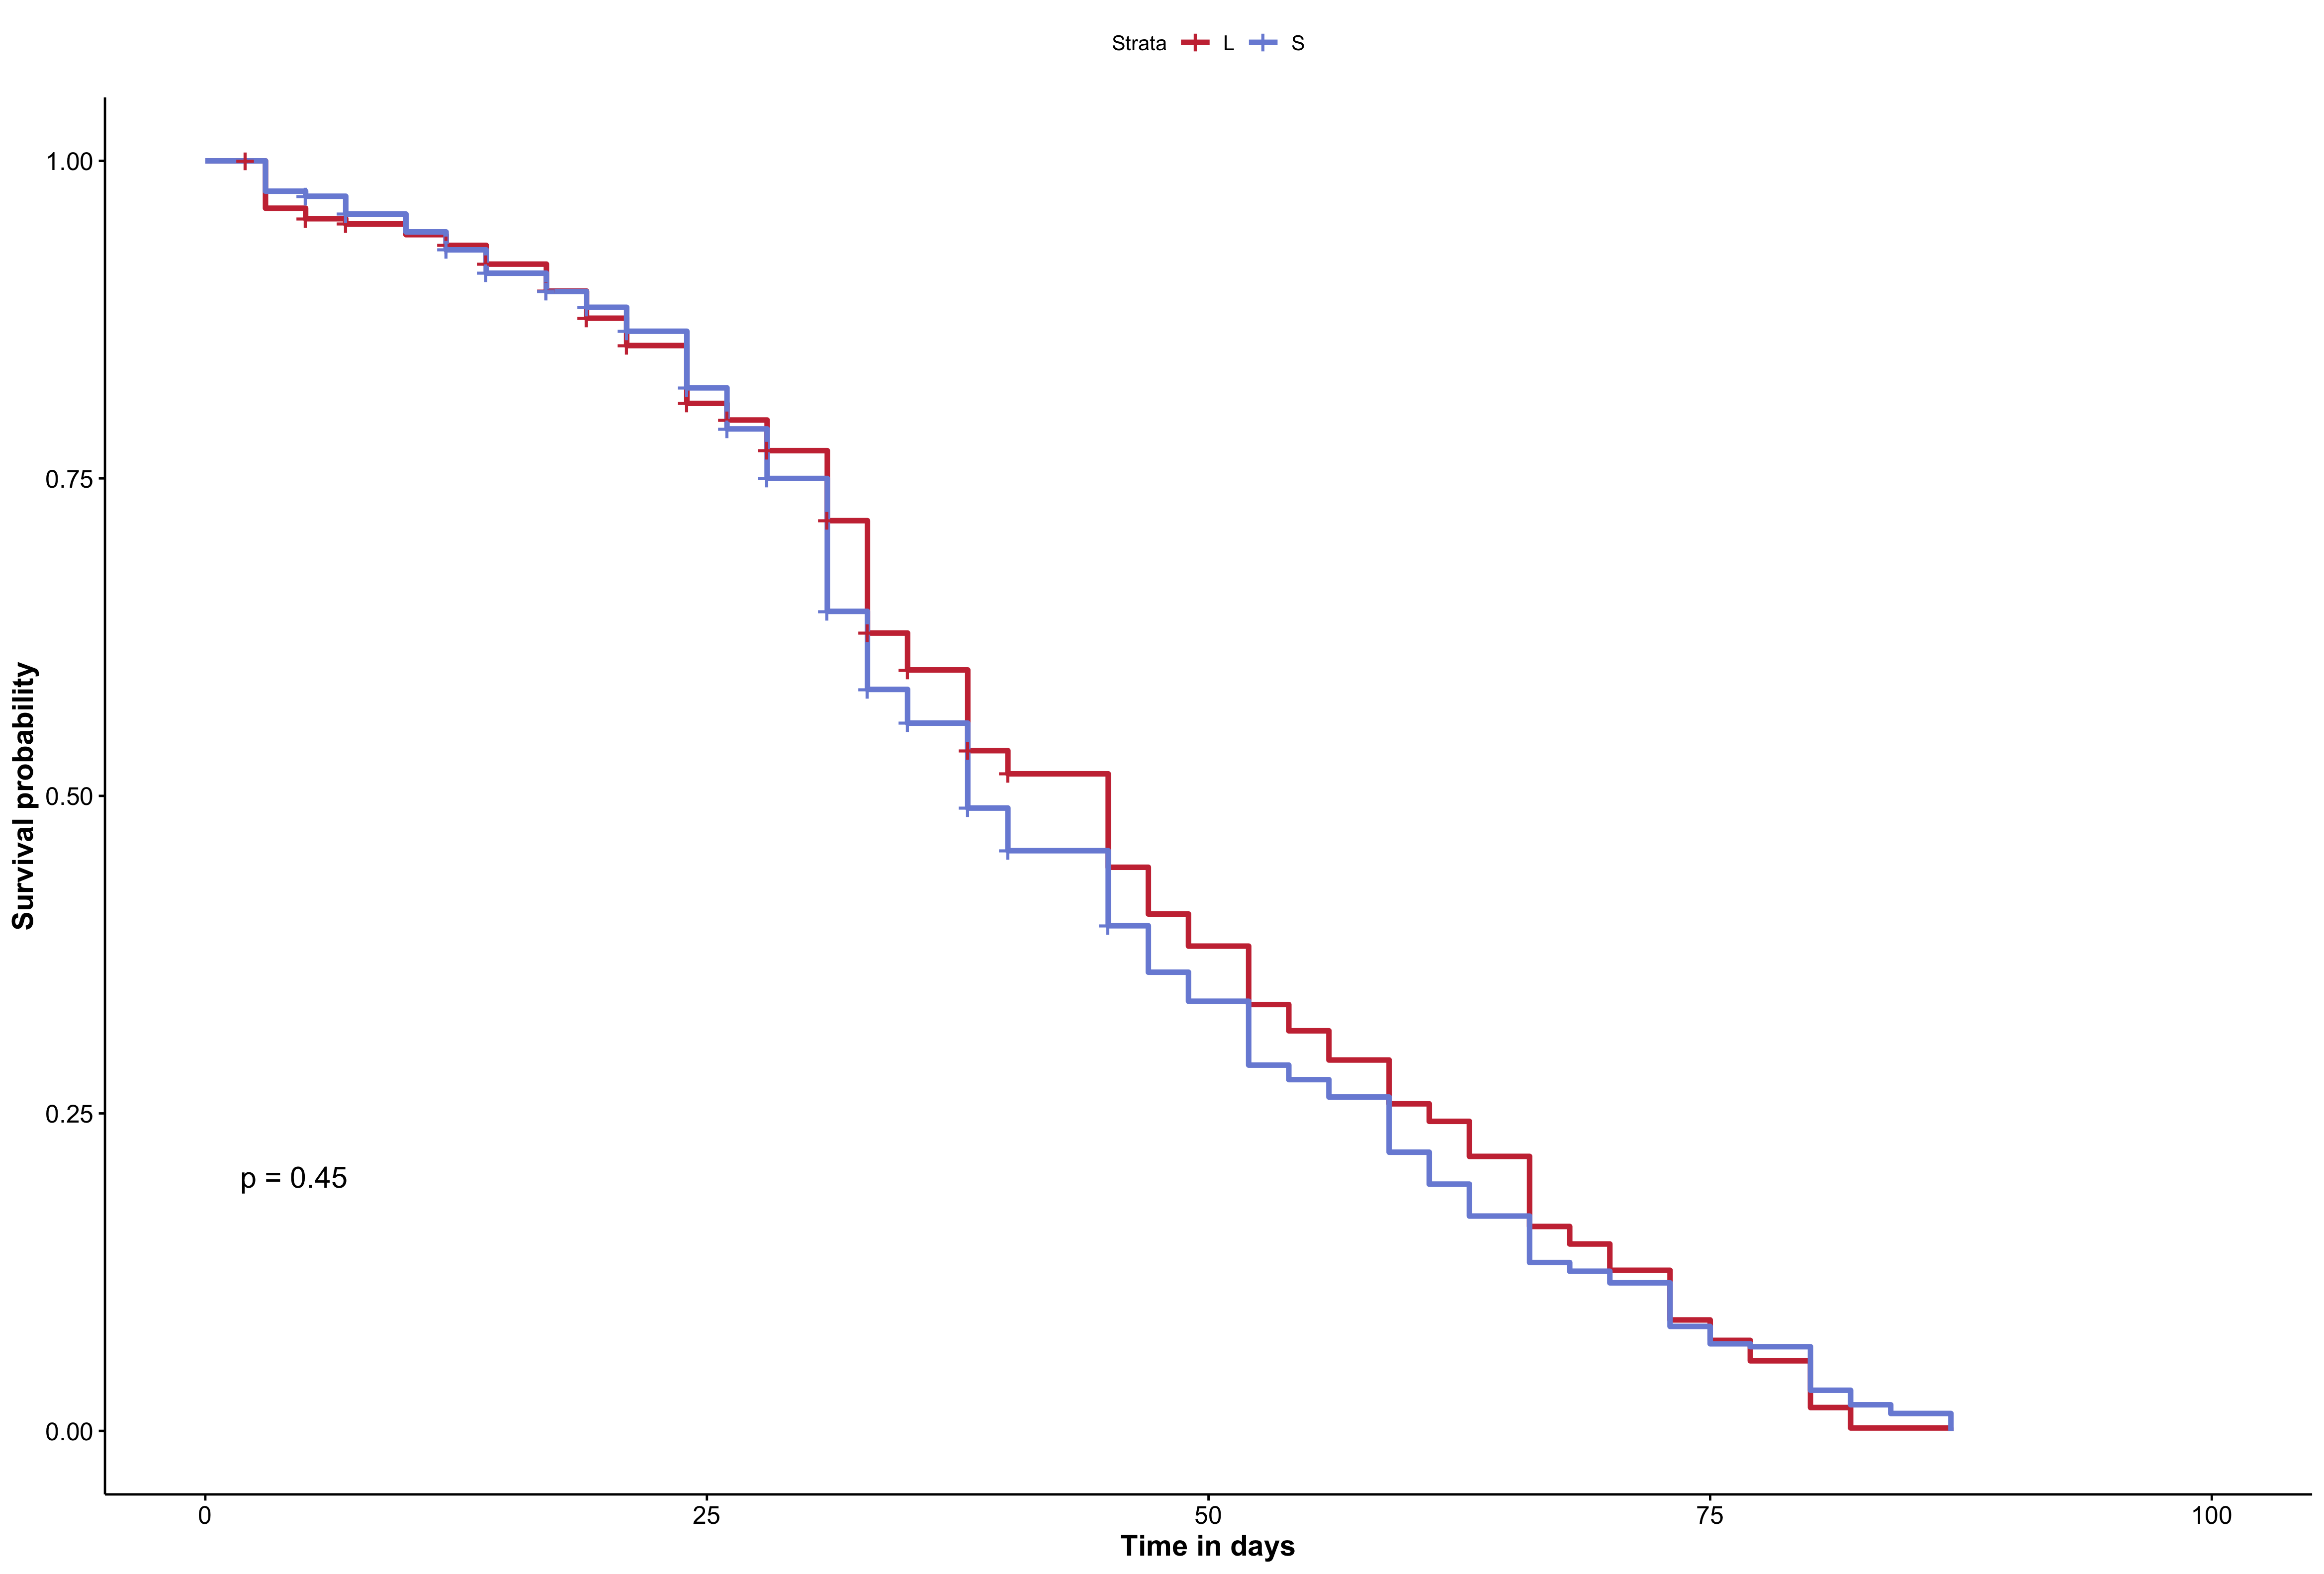 Strata L S
1.00
0.75
0.50
0.25
0.00
Survival probability
p = 0.45
0 25 50 75 100
Time in days